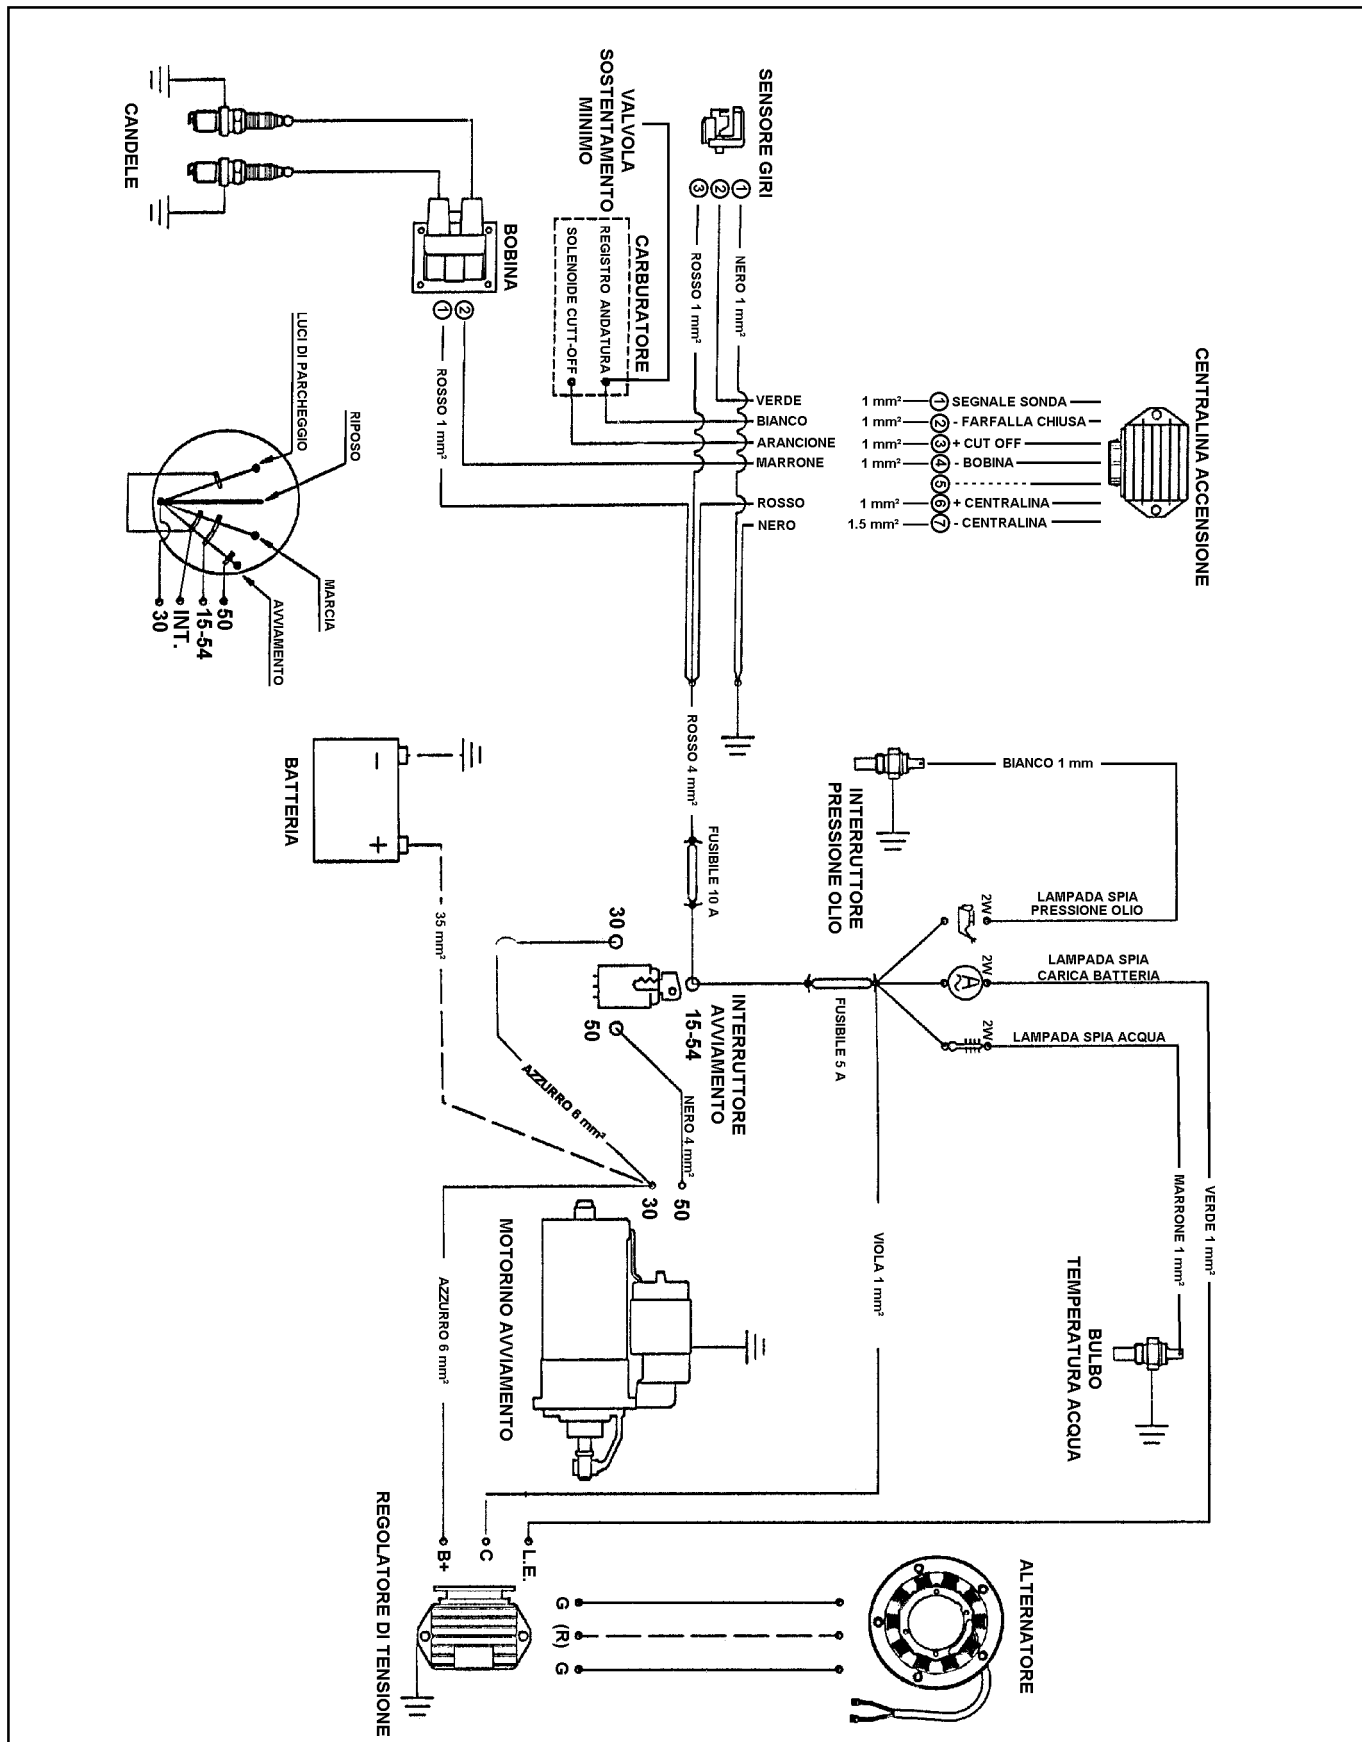 CANDELE
BOBINA
1
2
ROSSO 1 mm²
VALVOLA
SOSTENTAMENTO
MINIMO
CARBURATORE
REGISTRO ANDATURA
SOLENOIDE CUTT-OFF
SENSORE GIRI
1
2
3
NERO 1 mm²
ROSSO 1 mm²
CENTRALINA ACCENSIONE
VERDE 1 mm² 1 SEGNALE SONDA
BIANCO 1 mm² 2 - FARFALLA CHIUSA
ARANCIONE 1 mm² 3 + CUT OFF
MARRONE 1 mm² 4 - BOBINA
5 --------
ROSSO 1 mm² 6 + CENTRALINA
NERO 1.5 mm² 7 - CENTRALINA
LUCI DI PARCHEGGIO
RIPOSO
MARCIA
AVVIAMENTO
50
15-54
INT.
30
BATTERIA
-
+
35 mm²
ROSSO 4 mm²
FUSIBILE 10 A
INTERRUTTORE
PRESSIONE OLIO
BIANCO 1 mm
LAMPADA SPIA
PRESSIONE OLIO
2W
LAMPADA SPIA
CARICA BATTERIA
2W
A
LAMPADA SPIA ACQUA
2W
FUSIBILE 5 A
INTERRUTTORE
AVVIAMENTO
15-54
30
50
AZZURRO 6 mm²
NERO 4 mm²
50
30
MOTORINO AVVIAMENTO
AZZURRO 6 mm²
VIOLA 1 mm²
MARRONE 1 mm²
VERDE 1 mm²
BULBO
TEMPERATURA ACQUA
L.E.
C
B+
REGOLATORE DI TENSIONE
G
(R)
G
ALTERNATORE